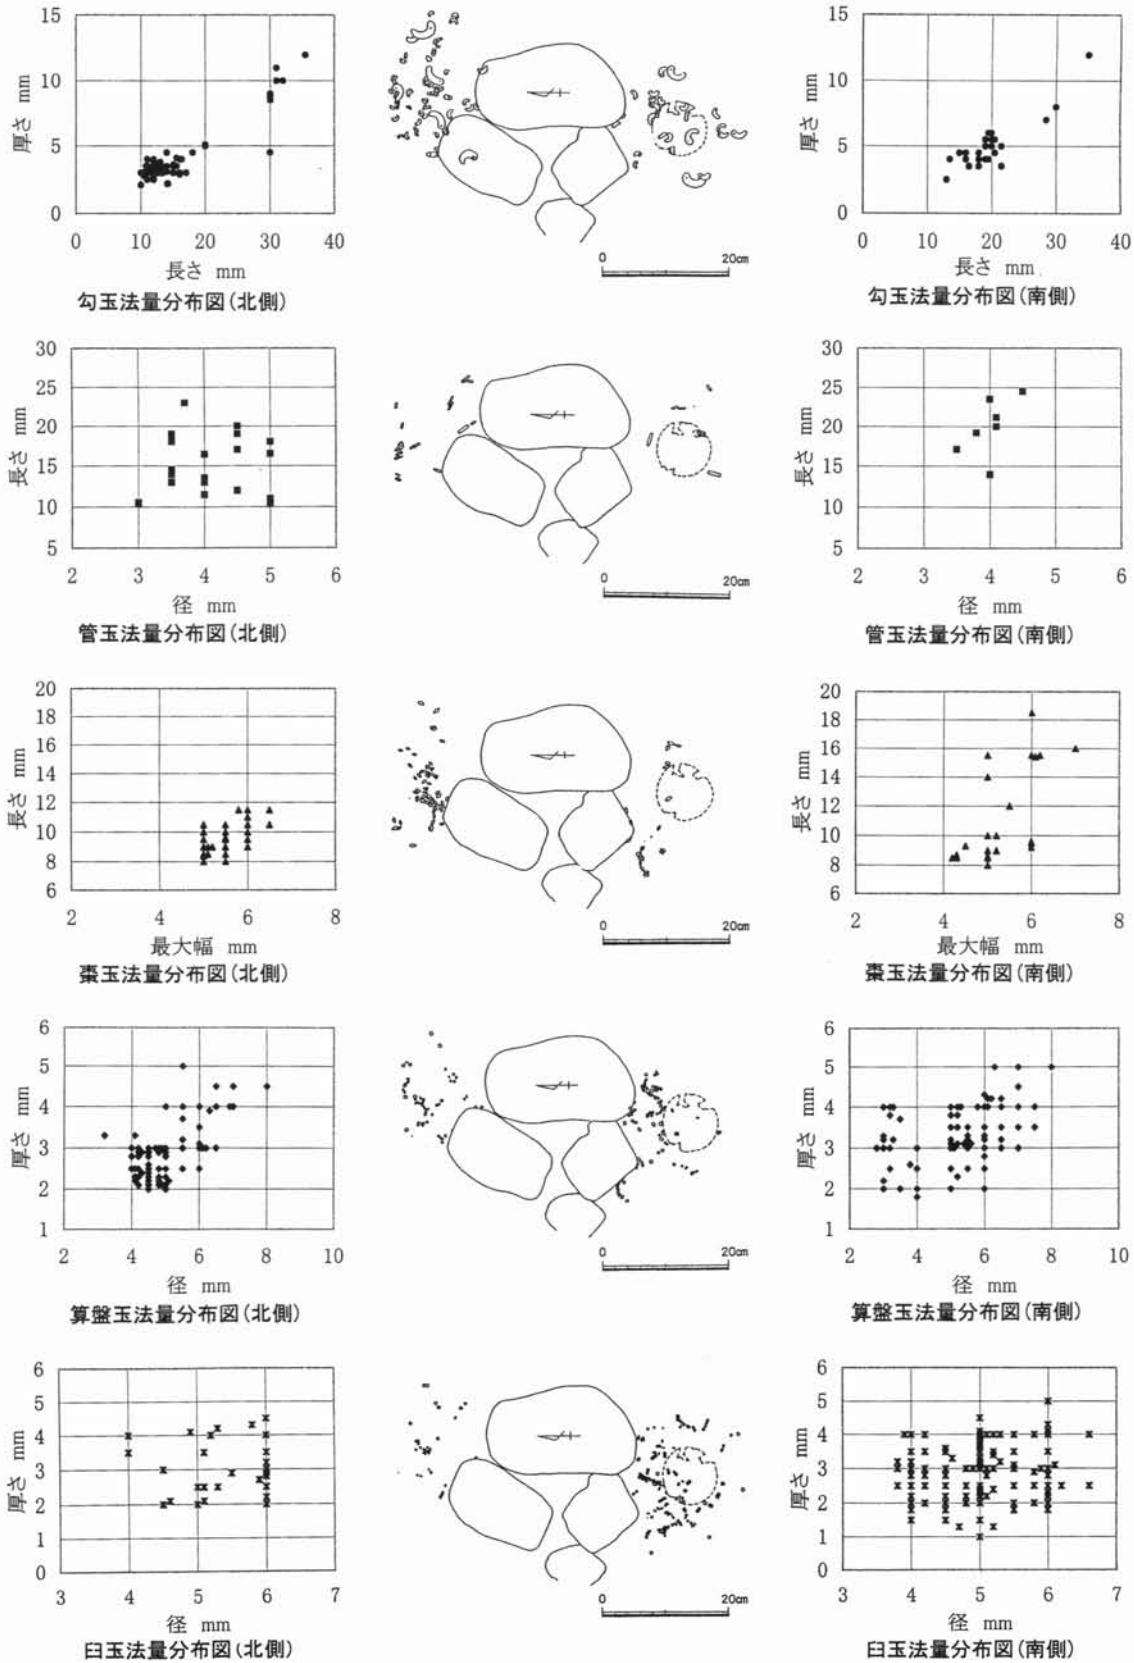 15
10
5
0
厚さ mm
0 10 20 30 40
長さ mm
勾玉法量分布図(北側)
0 20cm
15
10
5
0
厚さ mm
0 10 20 30 40
長さ mm
勾玉法量分布図(南側)
30
25
20
15
10
5
長さ mm
2 3 4 5 6
径 mm
管玉法量分布図(北側)
0 20cm
30
25
20
15
10
5
長さ mm
2 3 4 5 6
径 mm
管玉法量分布図(南側)
20
18
16
14
12
10
8
6
長さ mm
2 4 6 8
最大幅 mm
棗玉法量分布図(北側)
0 20cm
20
18
16
14
12
10
8
6
長さ mm
2 4 6 8
最大幅 mm
棗玉法量分布図(南側)
6
5
4
3
2
1
厚さ mm
2 4 6 8 10
径 mm
算盤玉法量分布図(北側)
0 20cm
6
5
4
3
2
1
厚さ mm
2 4 6 8 10
径 mm
算盤玉法量分布図(南側)
6
5
4
3
2
1
0
厚さ mm
3 4 5 6 7
径 mm
臼玉法量分布図(北側)
0 20cm
6
5
4
3
2
1
0
厚さ mm
3 4 5 6 7
径 mm
臼玉法量分布図(南側)